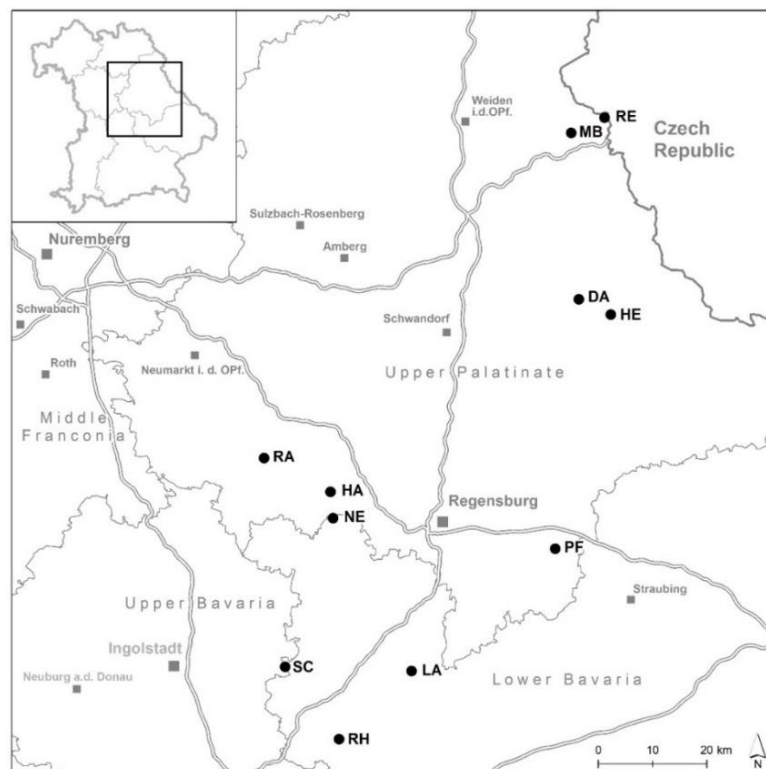 Weiden
i.d.OPf.
RE
MB
Czech
Republic
Sulzbach-Rosenberg
Nuremberg
Amberg
DA
HE
Schwabach
Schwandorf
Roth
Neumarkt i. d. OPf.
Upper Palatinate
Middle
Franconia
RA
HA
NE
Regensburg
PF
Upper Bavaria
Straubing
Ingolstadt
SC
LA
Neuburg a.d. Donau
Lower Bavaria
RH
0 10 20 km
N